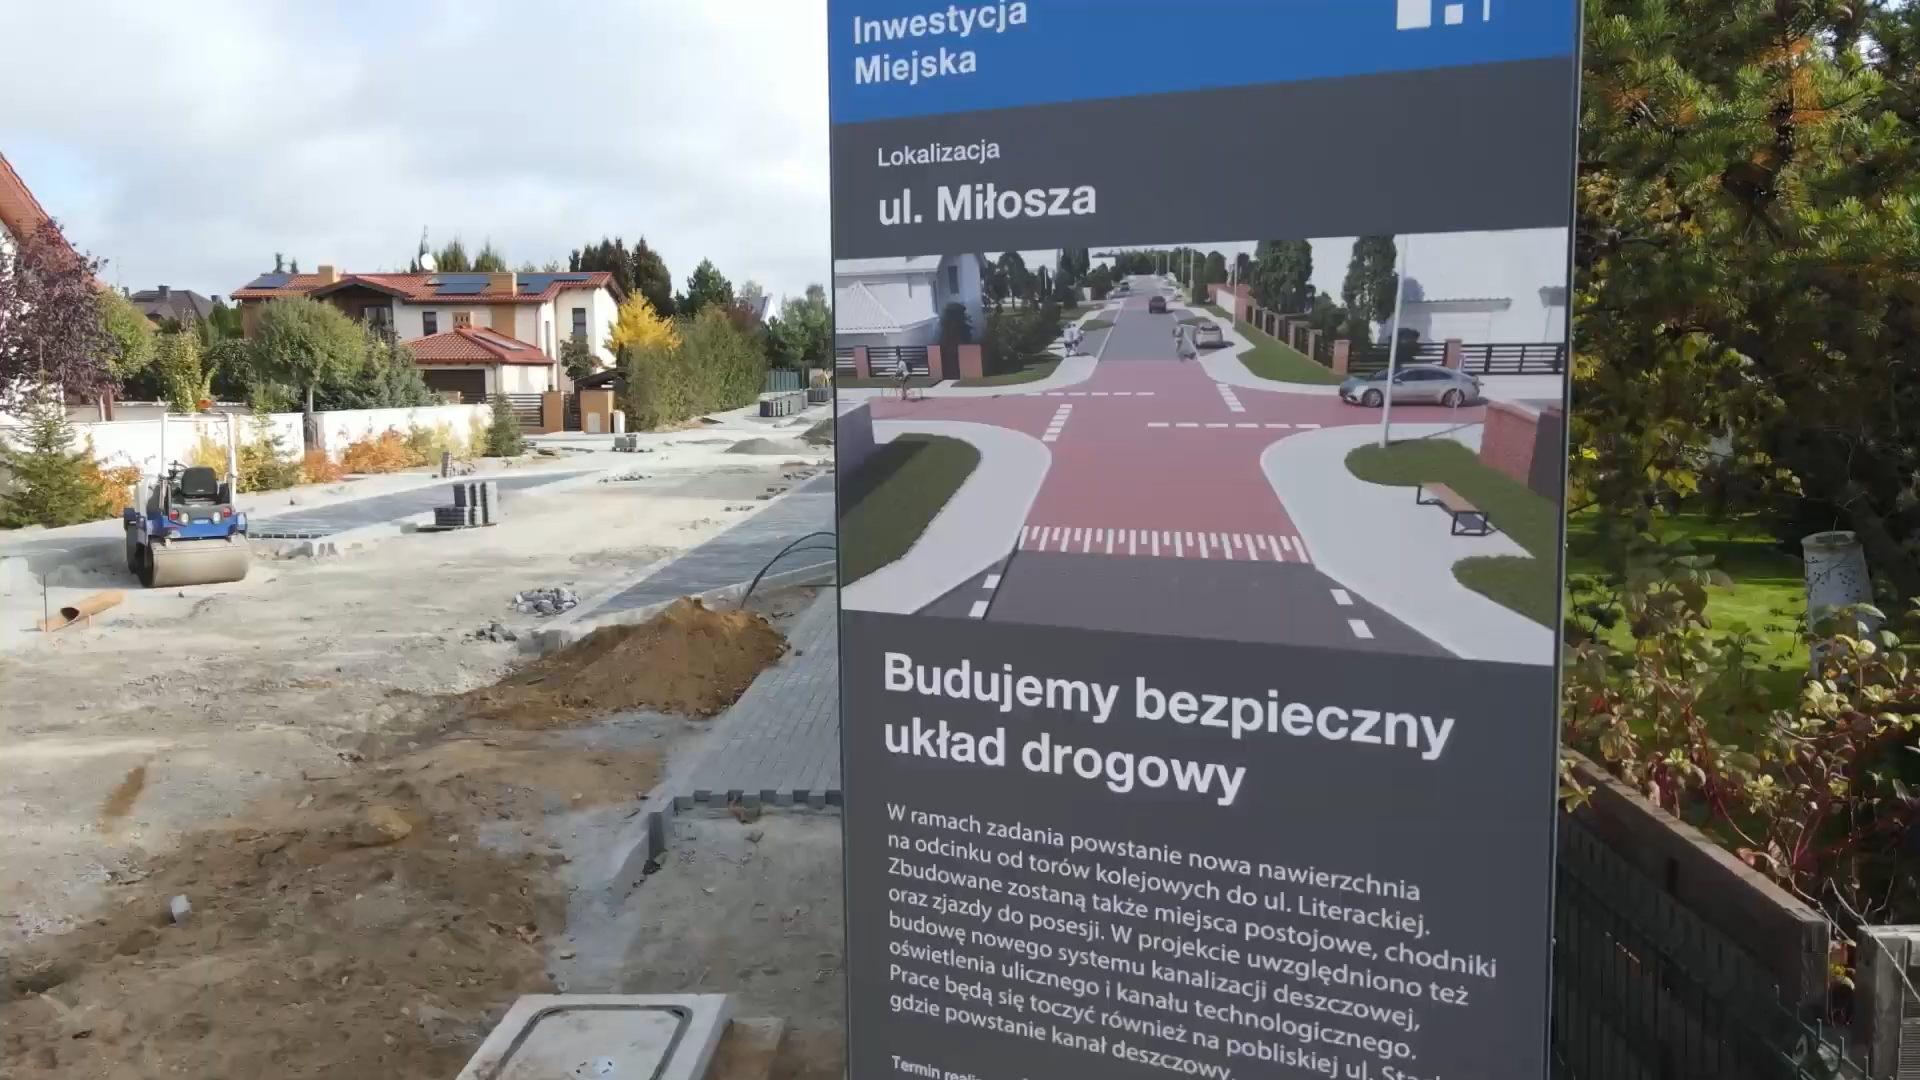 Inwestycja
Miejska
Lokalizacja
ul. Miłosza
Budujemy bezpieczny
układ drogowy
W ramach zadania powstanie nowa nawierzchnia
na odcinku od torów kolejowych do ul. Literackiej.
Zbudowane zostaną także miejsca postojowe, chodniki
oraz zjazdy do posesji. W projekcie uwzględniono też
budowę nowego systemu kanalizacji deszczowej,
oświetlenia ulicznego i kanału technologicznego.
Prace będą się toczyć również na pobliskiej ul.
gdzie powstanie kanał deszczowy.
Termin